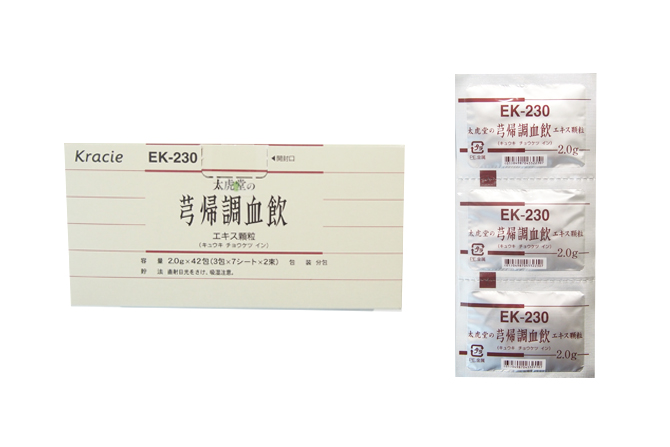 Kracie
EK-230
◀開封口
太虎堂の
芎帰調血飲
エキス顆粒
(キュウキ チョウケツ イン)
容 量 2.0g×42包(3包×7シート×2束) 包 装 分包
貯 法 直射日光をさけ、吸湿注意。
EK-230
太虎堂の芎帰調血飲エキス顆粒
(キュウキ チョウケツ イン)
2.0g
EK-230
太虎堂の芎帰調血飲エキス顆粒
(キュウキ チョウケツ イン)
2.0g
EK-230
太虎堂の芎帰調血飲エキス顆粒
(キュウキ チョウケツ イン)
2.0g